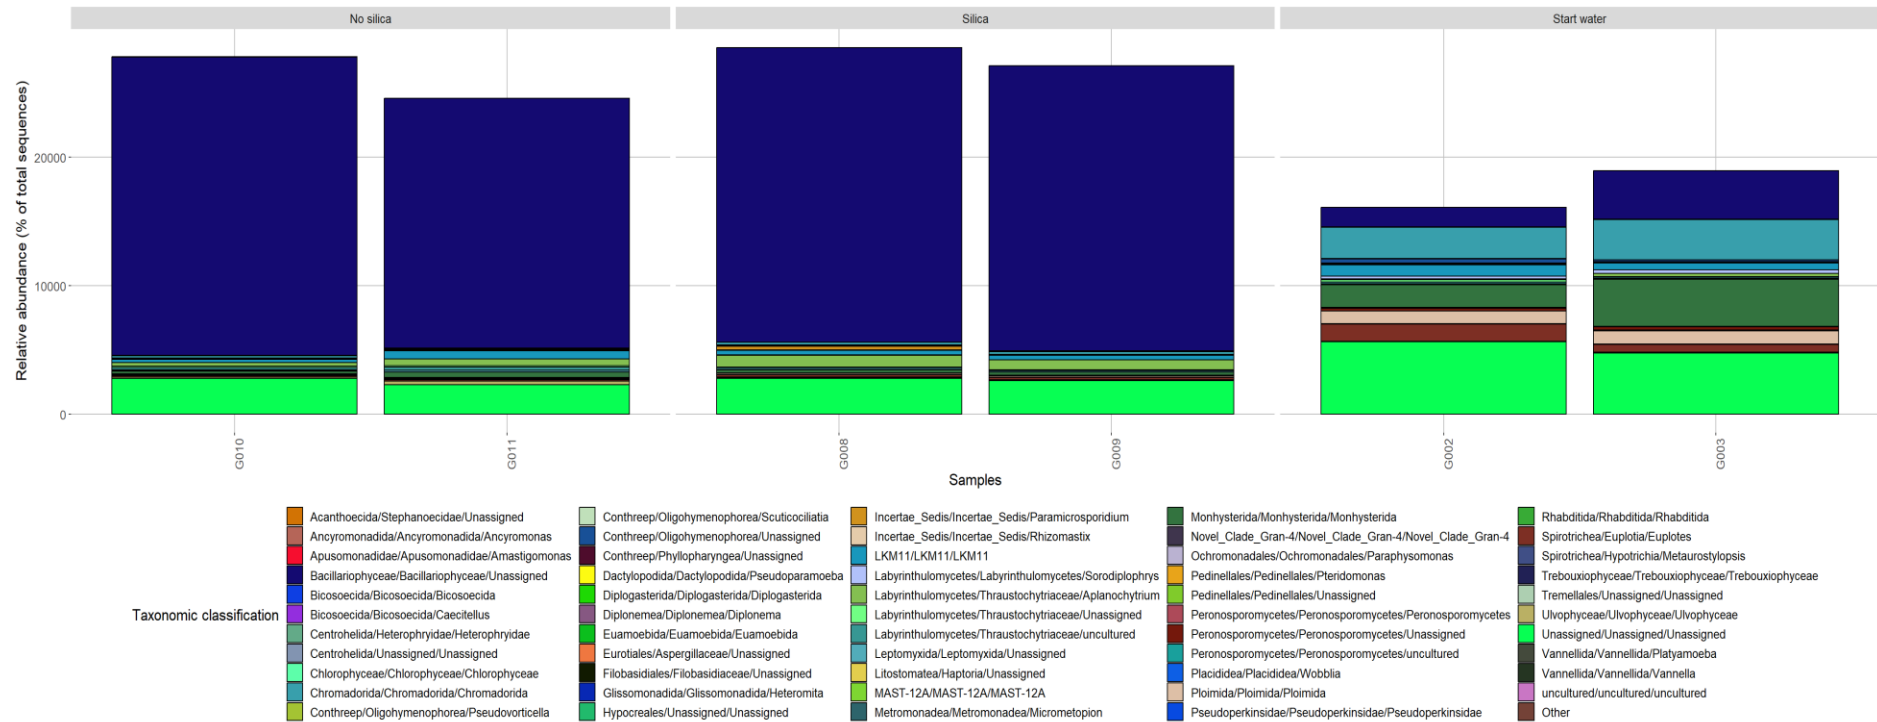 No silica
Silica
Start water
Relative abundance (% of total sequences)
20000
10000
0
G010
G011
G008
G009
G002
G003
Samples
Taxonomic classification
Acanthoecida/Stephanoecidae/Unassigned
Ancyromonadida/Ancyromonadida/Ancyromonas
Apusomonadidae/Apusomonadidae/Amastigomonas
Bacillariophyceae/Bacillariophyceae/Unassigned
Bicosoecida/Bicosoecida/Bicosoecida
Bicosoecida/Bicosoecida/Caecitellus
Centrohelida/Heterophryidae/Heterophryidae
Centrohelida/Unassigned/Unassigned
Chlorophyceae/Chlorophyceae/Chlorophyceae
Chromadorida/Chromadorida/Chromadorida
Conthreep/Oligohymenophorea/Pseudovorticella
Conthreep/Oligohymenophorea/Scuticociliatia
Conthreep/Oligohymenophorea/Unassigned
Conthreep/Phyllopharyngea/Unassigned
Dactylopodida/Dactylopodida/Pseudoparamoeba
Diplogasterida/Diplogasterida/Diplogasterida
Diplonemea/Diplonemea/Diplonema
Euamoebida/Euamoebida/Euamoebida
Eurotiales/Aspergillaceae/Unassigned
Filobasidiales/Filobasidiaceae/Unassigned
Glissomonadida/Glissomonadida/Heteromita
Hypocreales/Unassigned/Unassigned
Incertae_Sedis/Incertae_Sedis/Paramicrosporidium
Incertae_Sedis/Incertae_Sedis/Rhizomastix
LKM11/LKM11/LKM11
Labyrinthulomycetes/Labyrinthulomycetes/Sorodiplophrys
Labyrinthulomycetes/Thraustochytriaceae/Aplanochytrium
Labyrinthulomycetes/Thraustochytriaceae/Unassigned
Labyrinthulomycetes/Thraustochytriaceae/uncultured
Leptomyxida/Leptomyxida/Unassigned
Litostomatea/Haptoria/Unassigned
MAST-12A/MAST-12A/MAST-12A
Metromonadea/Metromonadea/Micrometopion
Monhysterida/Monhysterida/Monhysterida
Novel_Clade_Gran-4/Novel_Clade_Gran-4/Novel_Clade_Gran-4
Ochromonadales/Ochromonadales/Paraphysomonas
Pedinellales/Pedinellales/Pteridomonas
Pedinellales/Pedinellales/Unassigned
Peronosporomycetes/Peronosporomycetes/Peronosporomycetes
Peronosporomycetes/Peronosporomycetes/Unassigned
Peronosporomycetes/Peronosporomycetes/uncultured
Placididea/Placididea/Wobblia
Ploimida/Ploimida/Ploimida
Pseudoperkinsidae/Pseudoperkinsidae/Pseudoperkinsidae
Rhabditida/Rhabditida/Rhabditida
Spirotrichea/Euplotia/Euplotes
Spirotrichea/Hypotrichia/Metaurostylopsis
Trebouxiophyceae/Trebouxiophyceae/Trebouxiophyceae
Tremellales/Unassigned/Unassigned
Ulvophyceae/Ulvophyceae/Ulvophyceae
Unassigned/Unassigned/Unassigned
Vannellida/Vannellida/Platyamoeba
Vannellida/Vannellida/Vannella
uncultured/uncultured/uncultured
Other